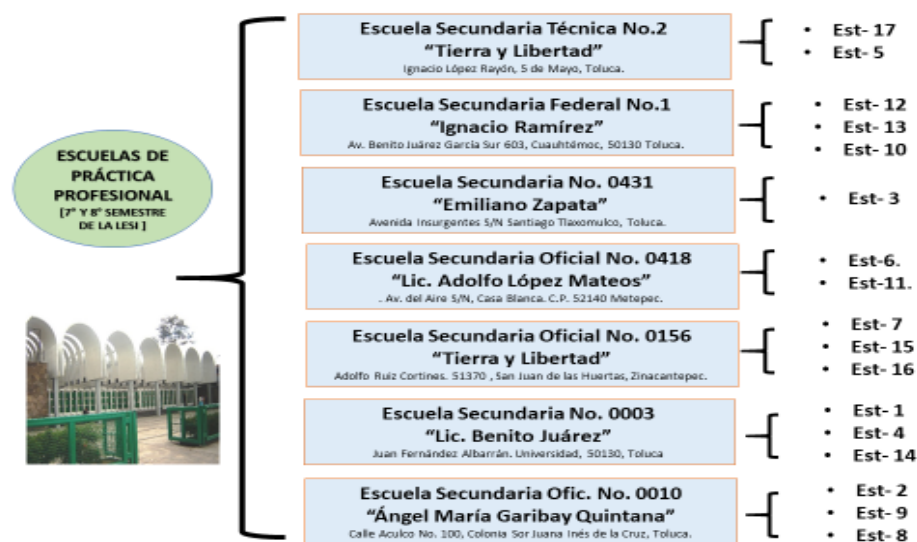 ESCUELAS DE
PRÁCTICA
PROFESIONAL
[7° Y 8° SEMESTRE
DE LA LESI ]
Escuela Secundaria Técnica No.2
“Tierra y Libertad”
Ignacio López Rayón, 5 de Mayo, Toluca.
• Est- 17
• Est- 5
Escuela Secundaria Federal No.1
“Ignacio Ramírez”
Av. Benito Juárez García Sur 603, Cuauhtémoc, 50130 Toluca.
• Est- 12
• Est- 13
• Est- 10
Escuela Secundaria No. 0431
“Emiliano Zapata”
Avenida Insurgentes S/N Santiago Tlaxomulco, Toluca.
• Est- 3
Escuela Secundaria Oficial No. 0418
“Lic. Adolfo López Mateos”
. Av. del Aire S/N, Casa Blanca. C.P. 52140 Metepec.
• Est-6.
• Est-11.
Escuela Secundaria Oficial No. 0156
“Tierra y Libertad”
Adolfo Ruiz Cortines. 51370 , San Juan de las Huertas, Zinacantepec.
• Est- 7
• Est- 15
• Est- 16
Escuela Secundaria No. 0003
“Lic. Benito Juárez”
Juan Fernández Albarrán. Universidad, 50130, Toluca
• Est- 1
• Est- 4
• Est- 14
Escuela Secundaria Ofic. No. 0010
“Ángel María Garibay Quintana”
Calle Aculco No. 100, Colonia Sor Juana Inés de la Cruz, Toluca.
• Est- 2
• Est- 9
• Est- 8